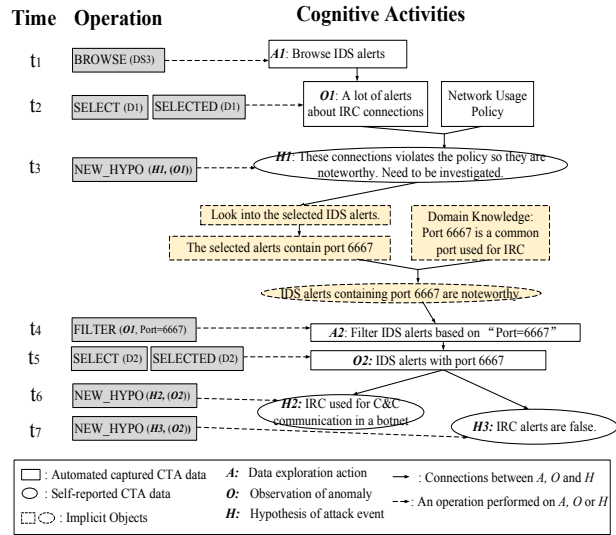 Time Operation Cognitive Activities
t1 BROWSE (DS3) A1: Browse IDS alerts
t2 SELECT (D1) SELECTED (D1)
O1: A lot of alerts
about IRC connections
Network Usage
Policy
t3 NEW_HYPO (H1, (O1))
H1: These connections violates the policy so they are
noteworthy. Need to be investigated.
Look into the selected IDS alerts.
The selected alerts contain port 6667
Domain Knowledge:
Port 6667 is a common
port used for IRC
IDS alerts containing port 6667 are noteworthy
t4 FILTER (O1, Port=6667) A2: Filter IDS alerts based on “Port=6667”
t5 SELECT (D2) SELECTED (D2) O2: IDS alerts with port 6667
t6 NEW_HYPO (H2, (O2))
H2: IRC used for C&C
communication in a botnet
t7 NEW_HYPO (H3, (O2))
H3: IRC alerts are false.
: Automated captured CTA data
: Self-reported CTA data
: Implicit Objects
A: Data exploration action
O: Observation of anomaly
H: Hypothesis of attack event
: Connections between A, O and H
: An operation performed on A, O or H